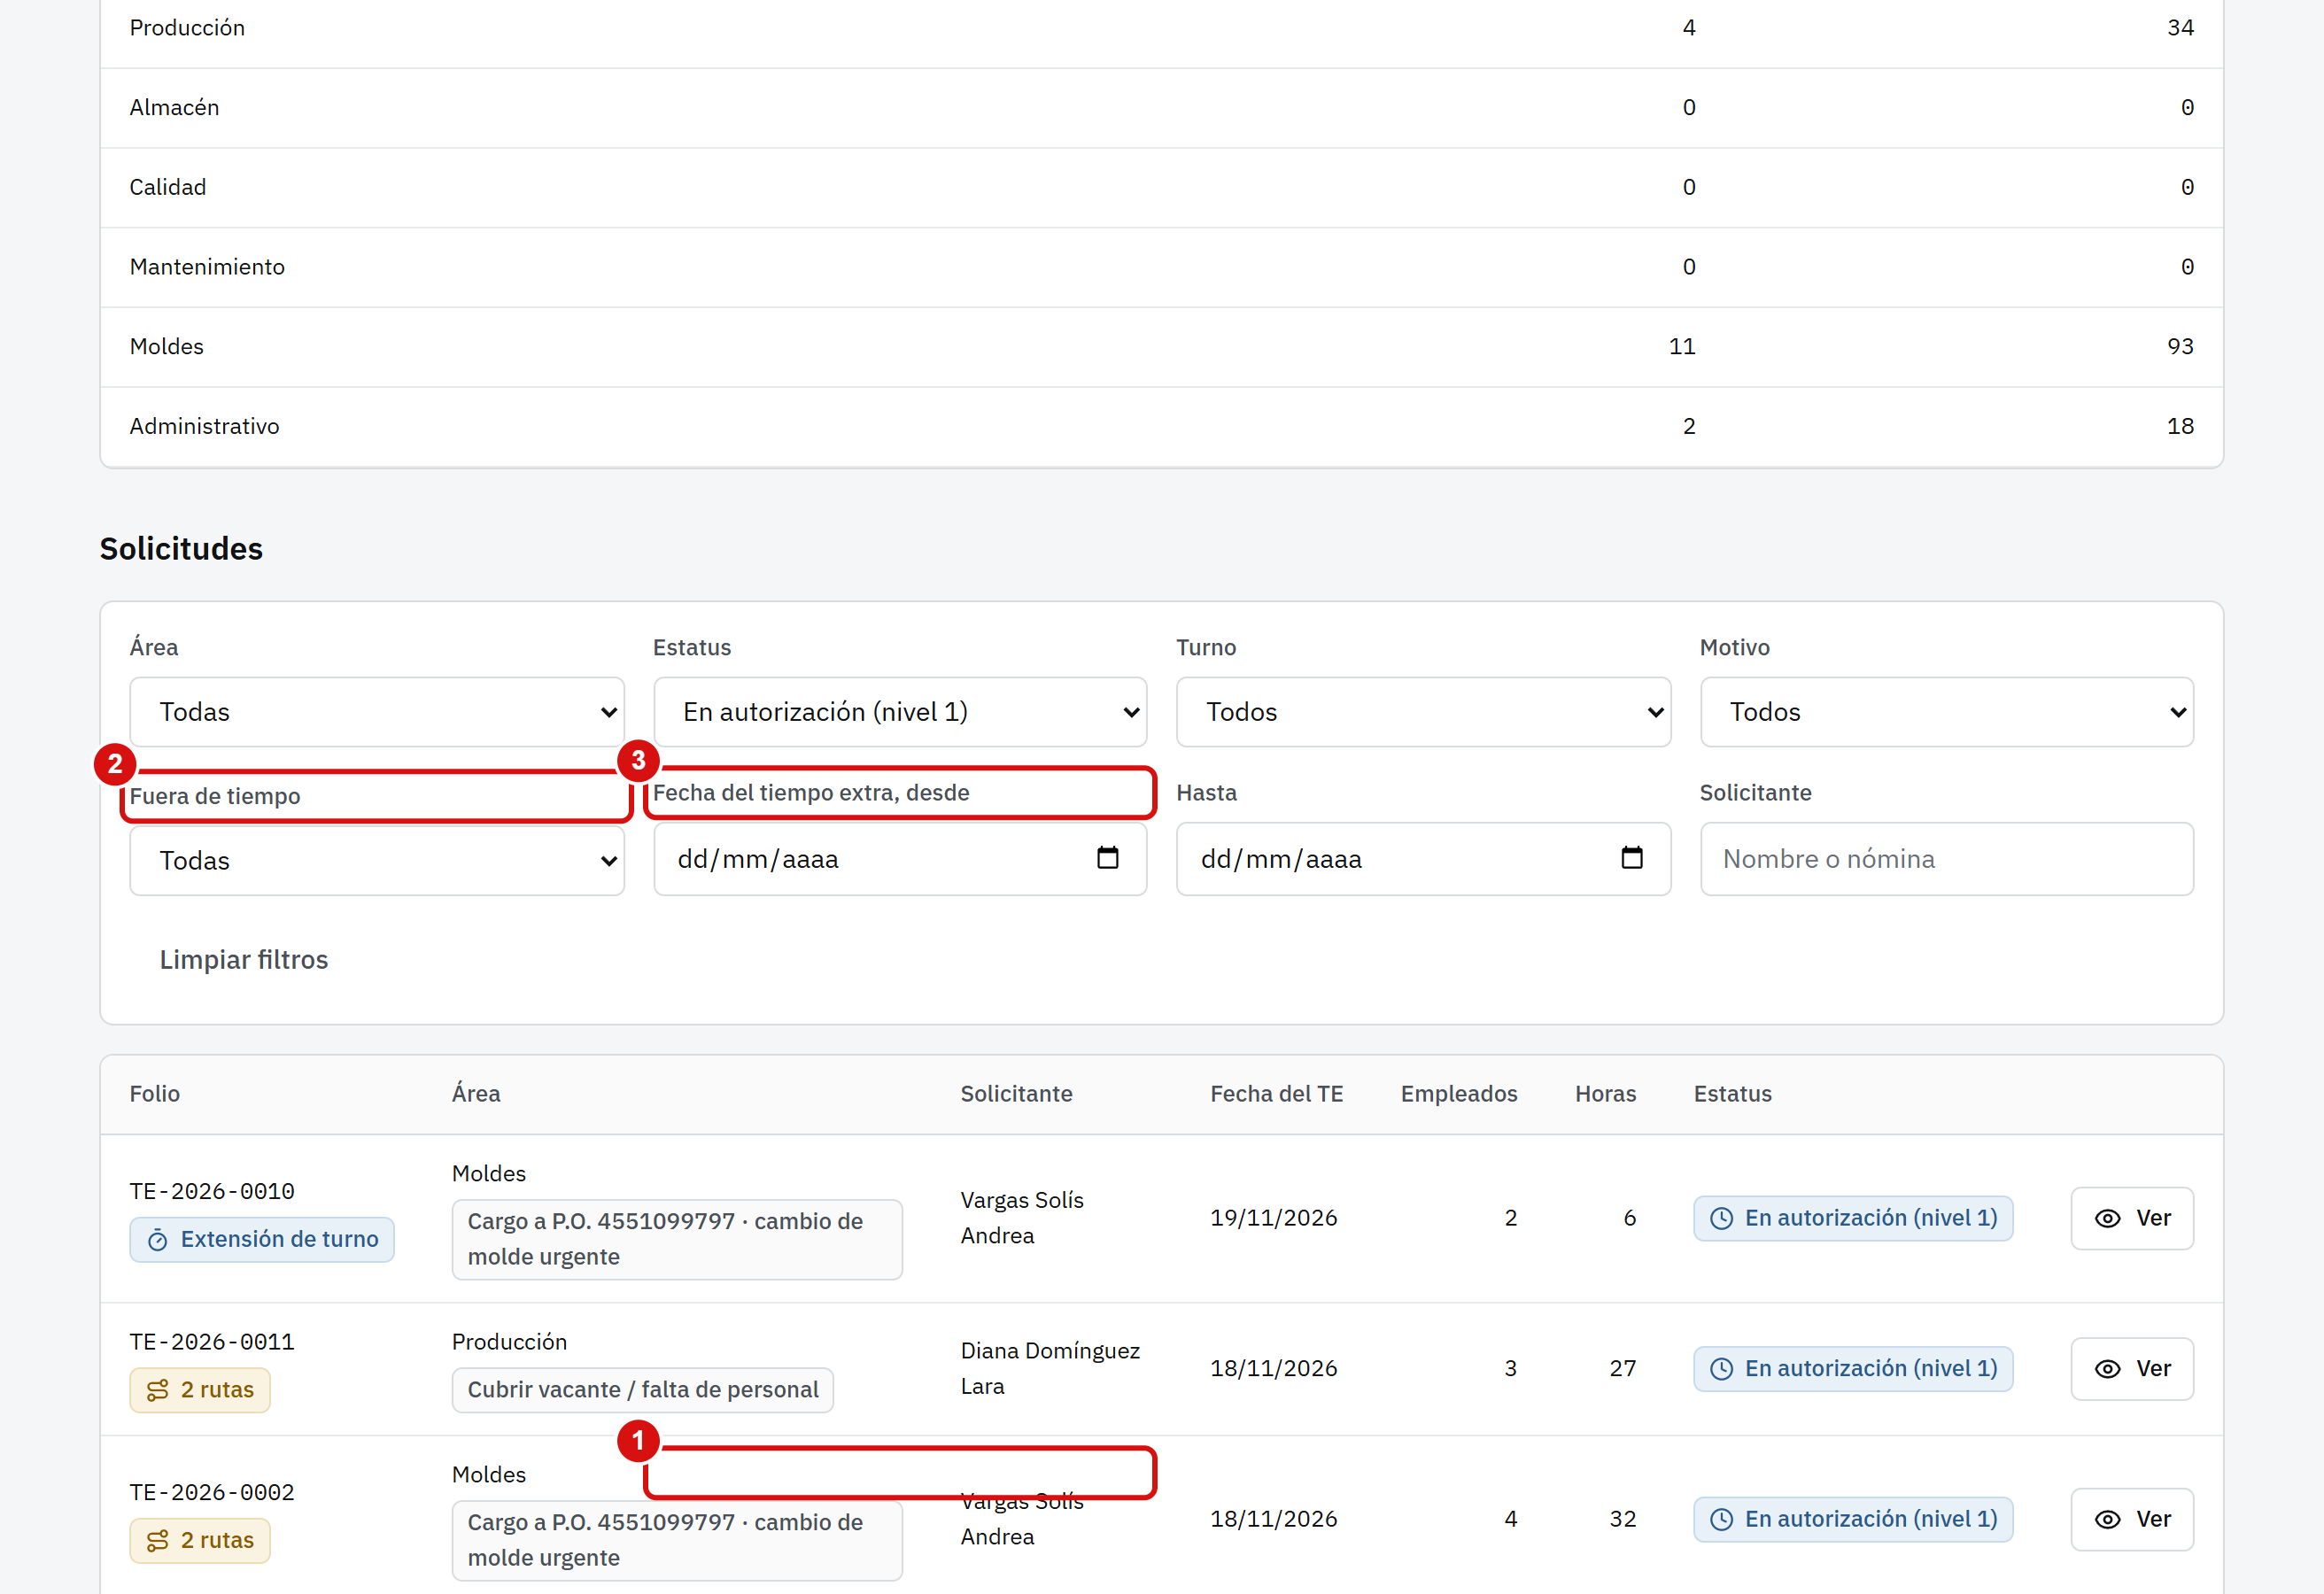 Producción 4 34
Almacén 0 0
Calidad 0 0
Mantenimiento 0 0
Moldes 11 93
Administrativo 2 18
Solicitudes
Área Estatus Turno Motivo
Todas En autorización (nivel 1) Todos Todos
2 3
Fuera de tiempo Fecha del tiempo extra, desde Hasta Solicitante
Todas dd/mm/aaaa dd/mm/aaaa Nombre o nómina
Limpiar filtros
Folio Área Solicitante Fecha del TE Empleados Horas Estatus
TE-2026-0010
Extensión de turno
Moldes
Cargo a P.O. 4551099797 · cambio de
molde urgente
Vargas Solís
Andrea
19/11/2026 2 6 En autorización (nivel 1) Ver
TE-2026-0011
2 rutas
Producción
Cubrir vacante / falta de personal
Diana Domínguez
Lara
18/11/2026 3 27 En autorización (nivel 1) Ver
1
TE-2026-0002
2 rutas
Moldes
Cargo a P.O. 4551099797 · cambio de
molde urgente
Vargas Solís
Andrea
18/11/2026 4 32 En autorización (nivel 1) Ver